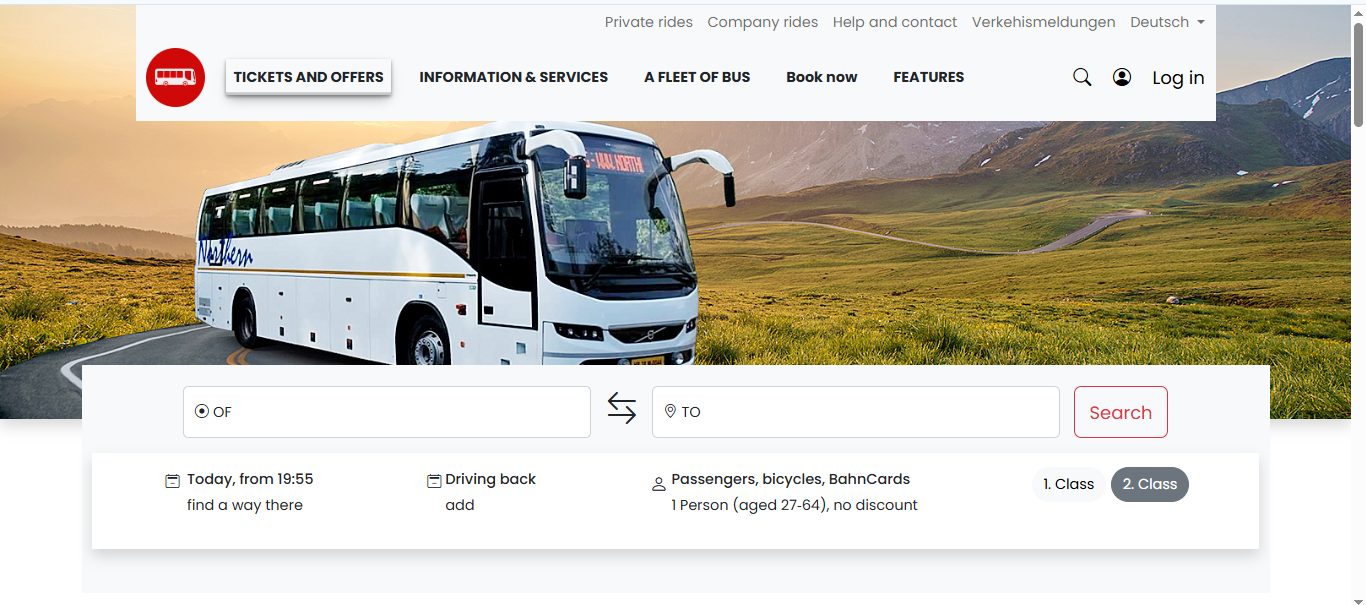 Private rides Company rides Help and contact Verkehismeldungen Deutsch
TICKETS AND OFFERS INFORMATION & SERVICES A FLEET OF BUS Book now FEATURES Log in
Northern
OF TO Search
Today, from 19:55 Driving back Passengers, bicycles, BahnCards 1. Class 2. Class
find a way there add 1 Person (aged 27-64), no discount